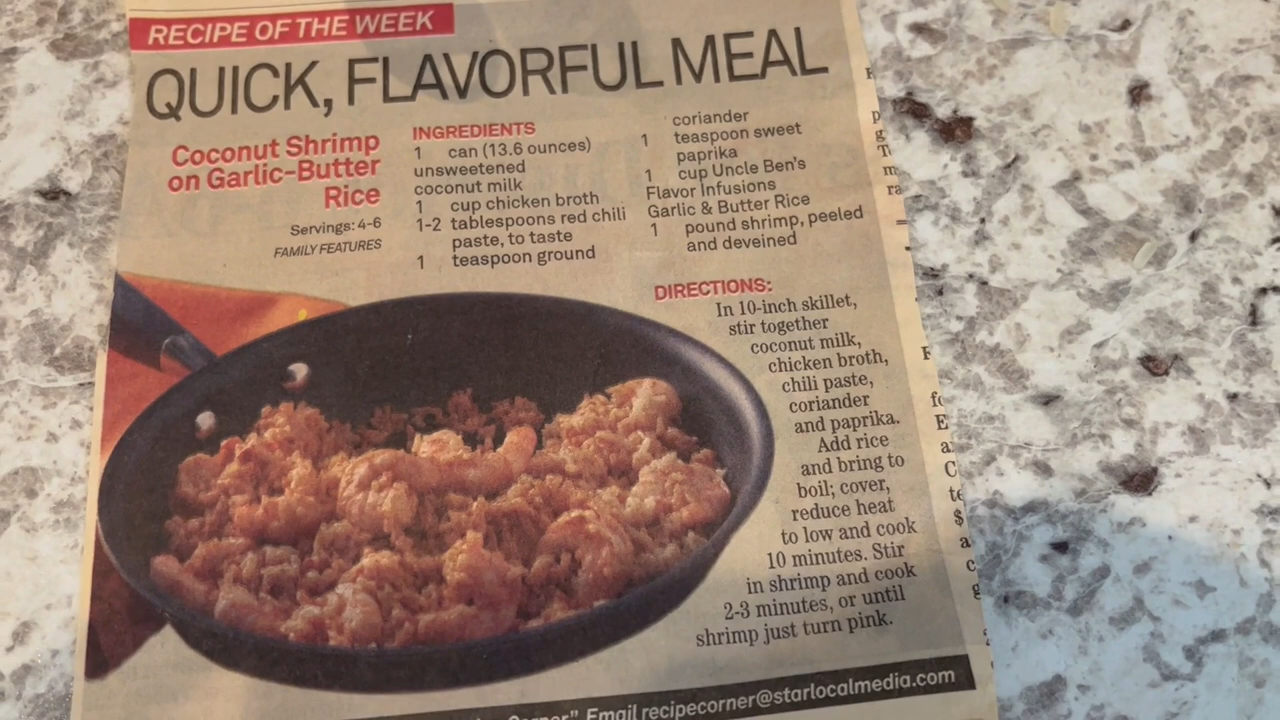 RECIPE OF THE WEEK
QUICK, FLAVORFUL MEAL
Coconut Shrimp
on Garlic-Butter
Rice
Servings: 4-6
FAMILY FEATURES
INGREDIENTS
1 can (13.6 ounces)
unsweetened
coconut milk
1 cup chicken broth
1-2 tablespoons red chili
paste, to taste
1 teaspoon ground
coriander
1 teaspoon sweet
paprika
1 cup Uncle Ben's
Flavor Infusions
Garlic & Butter Rice
1 pound shrimp, peeled
and deveined
DIRECTIONS:
In 10-inch skillet,
stir together
coconut milk,
chicken broth,
chili paste,
coriander
and paprika.
Add rice
and bring to
boil; cover,
reduce heat
to low and cook
10 minutes. Stir
in shrimp and cook
2-3 minutes, or until
shrimp just turn pink.
Email recipecorner@starlocalmedia.com